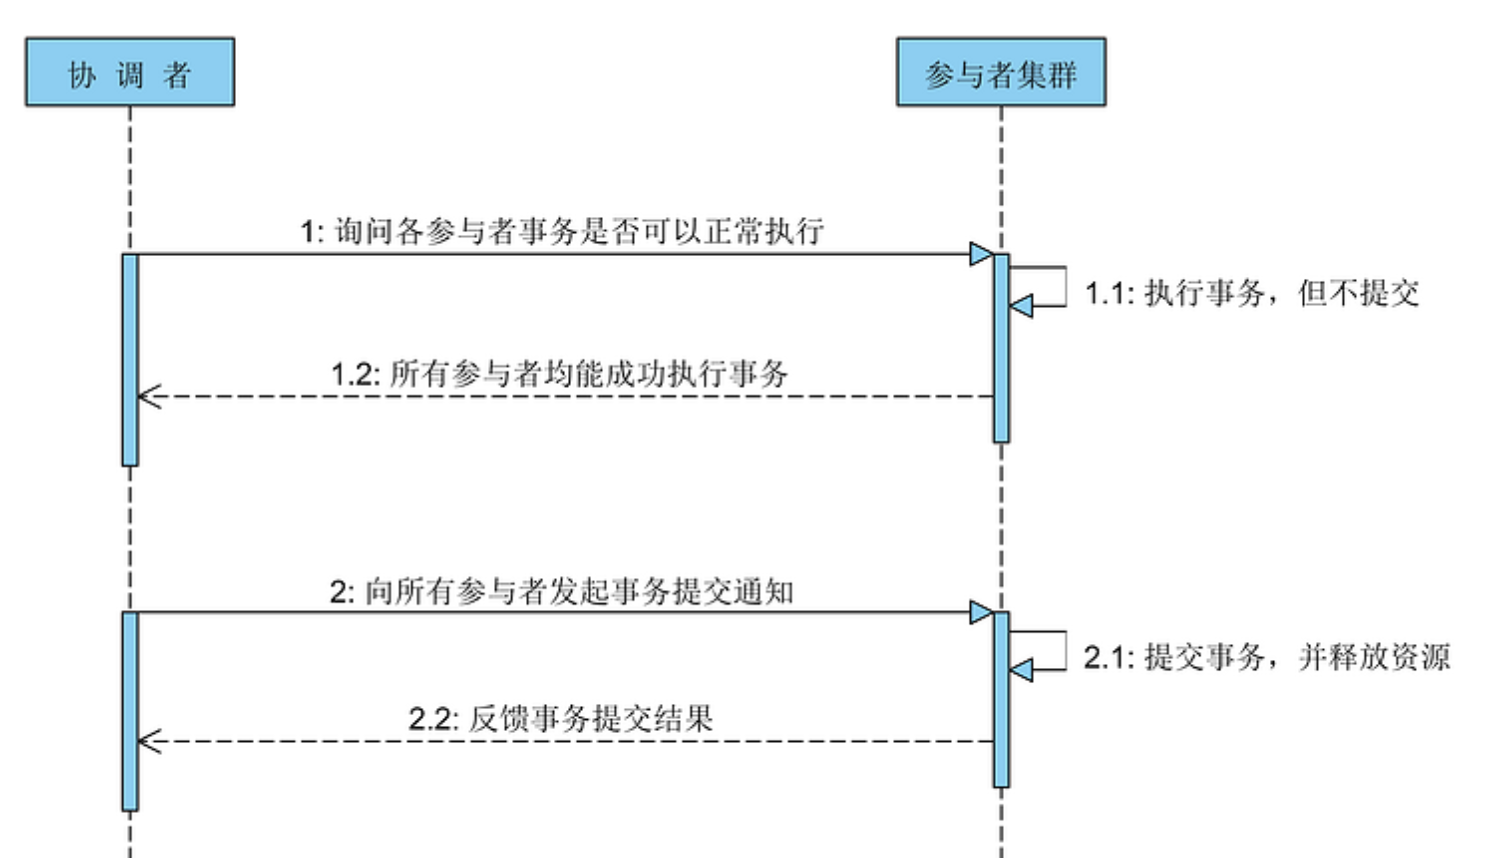 协 调 者
参与者集群
1: 询问各参与者事务是否可以正常执行
1.1: 执行事务，但不提交
1.2: 所有参与者均能成功执行事务
2: 向所有参与者发起事务提交通知
2.1: 提交事务，并释放资源
2.2: 反馈事务提交结果